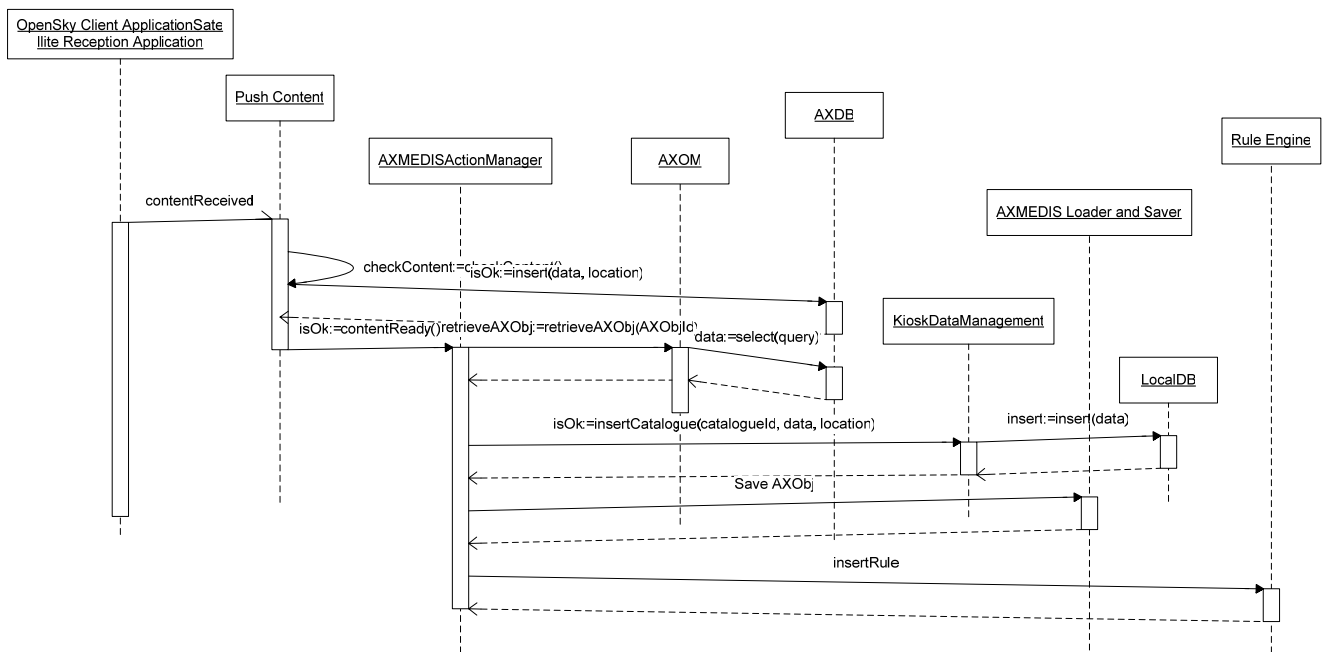 OpenSky Client ApplicationSate
llite Reception Application
Push Content
AXDB
AXMEDISActionManager
AXOM
Rule Engine
AXMEDIS Loader and Saver
contentReceived
checkContent:=checkContent()
isOk:=insert(data, location)
KioskDataManagement
isOk:=contentReady()
retrieveAXObj:=retrieveAXObj(AXObjId)
data:=select(query)
LocalDB
isOk:=insertCatalogue(catalogueId, data, location)
insert:=insert(data)
Save AXObj
insertRule